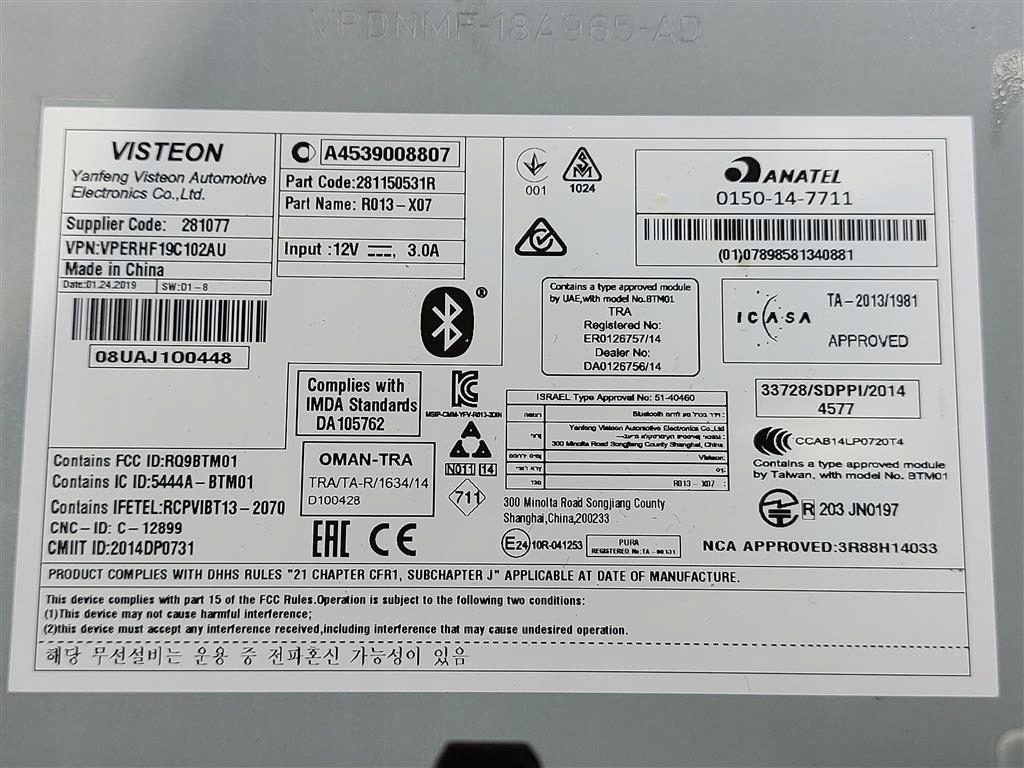 VPDNMF-18A965-AD
VISTEON
Yanfeng Visteon Automotive
Electronics Co.,Ltd.
Supplier Code: 281077
VPN:VPERHF19C102AU
Made in China
Date:01.24.2019 SW:01-8
08UAJ100448
A4539008807
Part Code:281150531R
Part Name: R013-X07
Input :12V, 3.0A
001
1024
ANATEL
0150-14-7711
(01)07898581340881
Contains a type approved module
by UAE,with model No.BTM01
TRA
Registered No:
ER0126757/14
Dealer No:
DA0126756/14
ICASA
TA-2013/1981
APPROVED
Complies with
IMDA Standards
DA105762
MSIP-CMM-YFV-R013-2DIN
N011 14
711
OMAN-TRA
TRA/TA-R/1634/14
D100428
ISRAEL Type Approval No: 51-40460
Yanfeng Visteon Automotive Electronics Co.,Ltd
300 Minolta Road Songjiang County Shanghai, China
Visteon:
R013-X07 :
33728/SDPPI/2014
4577
CCAB14LP0720T4
Contains a type approved module
by Taiwan, with model No. BTM01
R 203 JN0197
300 Minolta Road Songjiang County
Shanghai,China,200233
E24 10R-041253
PURA
REGISTERED No:TA-00131
NCA APPROVED:3R88H14033
Contains FCC ID:RQ9BTM01
Contains IC ID:5444A-BTM01
Contains IFETEL:RCPVIBT13-2070
CNC-ID: C-12899
CMIIT ID:2014DP0731
EAC CE
PRODUCT COMPLIES WITH DHHS RULES "21 CHAPTER CFR1, SUBCHAPTER J" APPLICABLE AT DATE OF MANUFACTURE.
This device complies with part 15 of the FCC Rules.Operation is subject to the following two conditions:
(1)This device may not cause harmful interference;
(2)this device must accept any interference received,including interference that may cause undesired operation.
해당 무선설비는 운용 중 전파혼신 가능성이 있음